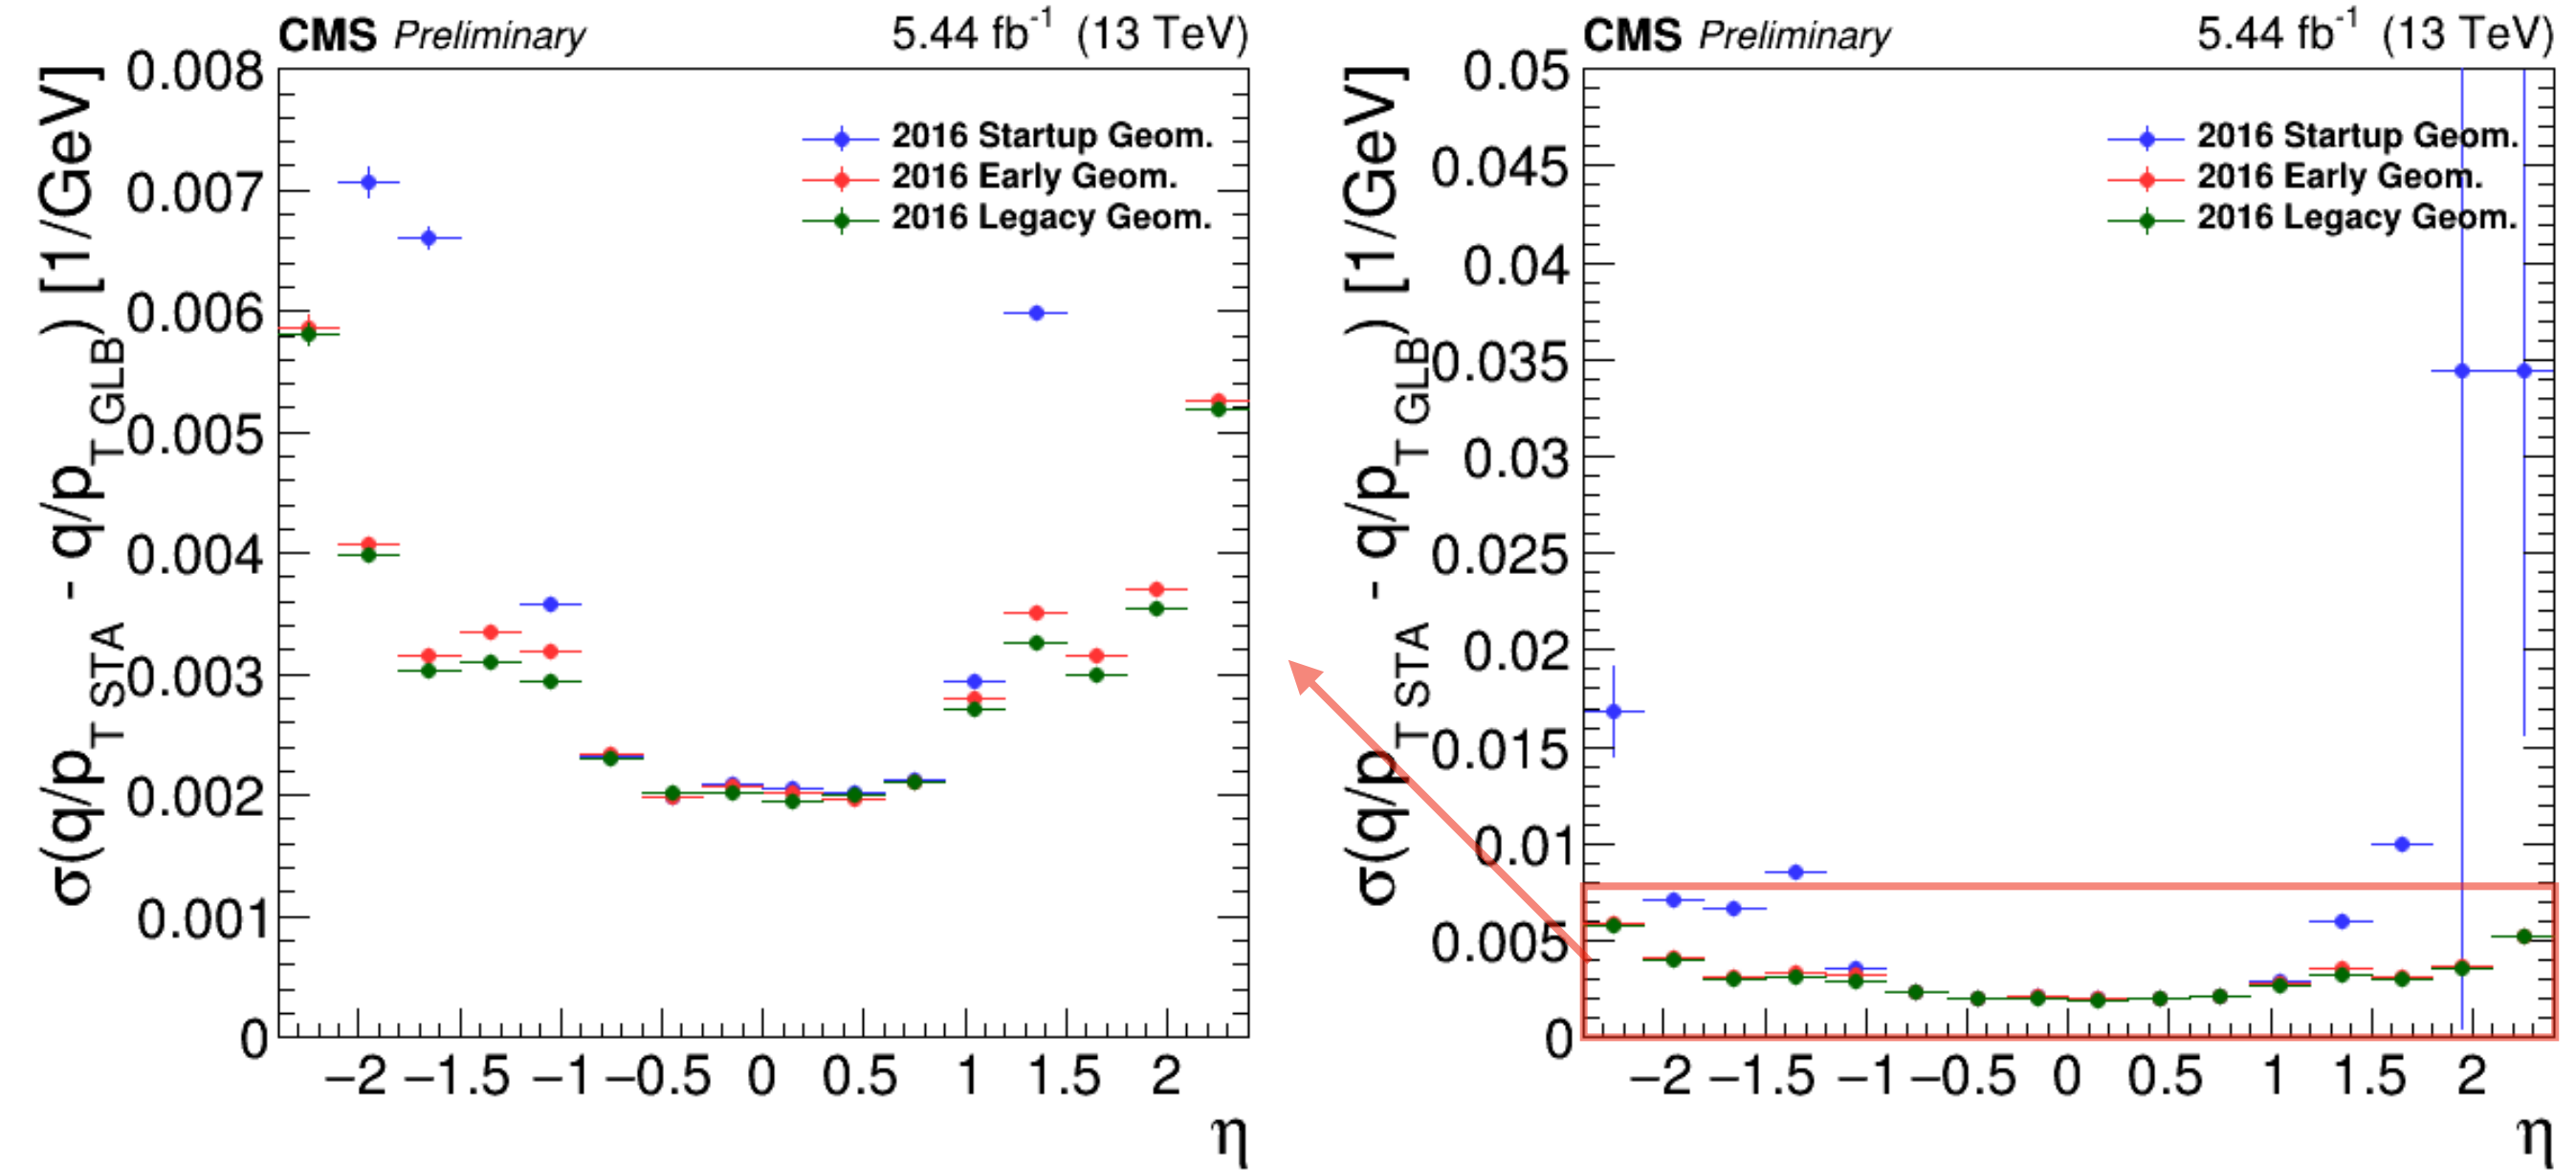 CMS Preliminary 5.44 fb⁻¹ (13 TeV)
σ(q/p_T STA - q/p_T GLB) [1/GeV]
2016 Startup Geom.
2016 Early Geom.
2016 Legacy Geom.
0.008
0.007
0.006
0.005
0.004
0.003
0.002
0.001
0
−2 −1.5 −1 −0.5 0 0.5 1 1.5 2
η
CMS Preliminary 5.44 fb⁻¹ (13 TeV)
σ(q/p_T STA - q/p_T GLB) [1/GeV]
2016 Startup Geom.
2016 Early Geom.
2016 Legacy Geom.
0.05
0.045
0.04
0.035
0.03
0.025
0.02
0.015
0.01
0.005
0
−2 −1.5 −1 −0.5 0 0.5 1 1.5 2
η